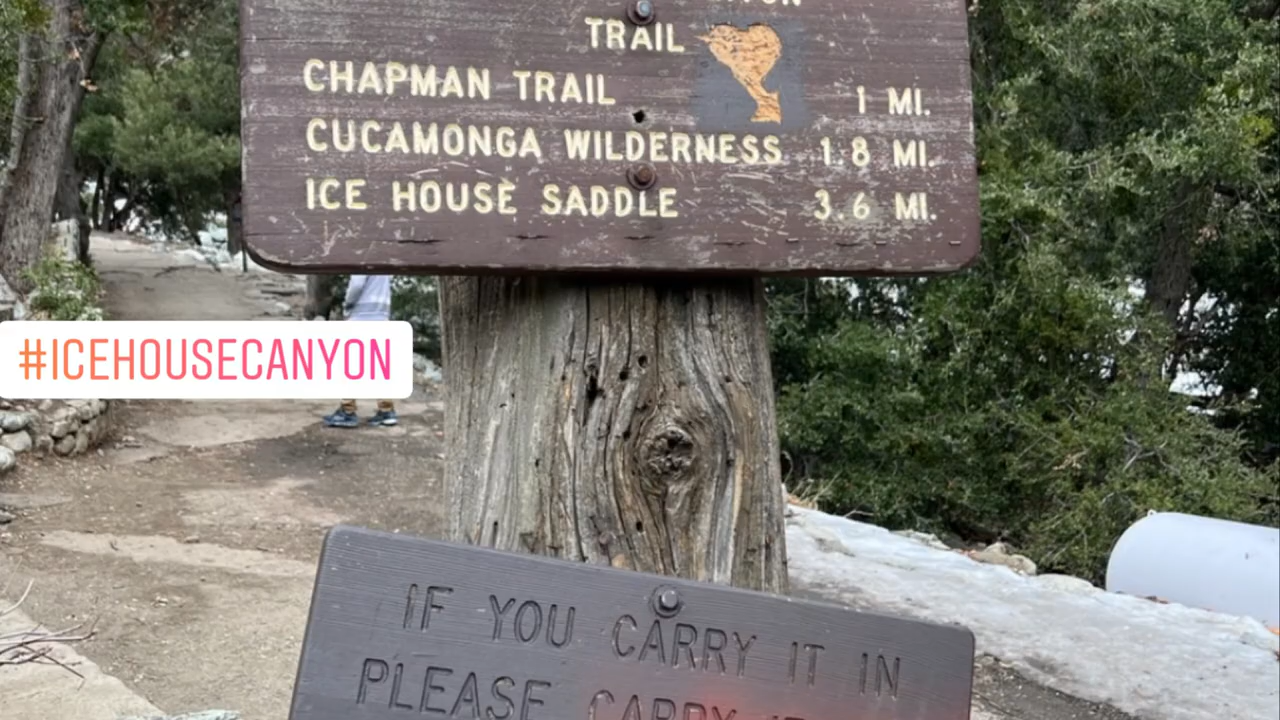 TRAIL
CHAPMAN TRAIL 1 MI.
CUCAMONGA WILDERNESS 1.8 MI.
ICE HOUSE SADDLE 3.6 MI.
#ICEHOUSECANYON
IF YOU CARRY IT IN
PLEASE CARRY